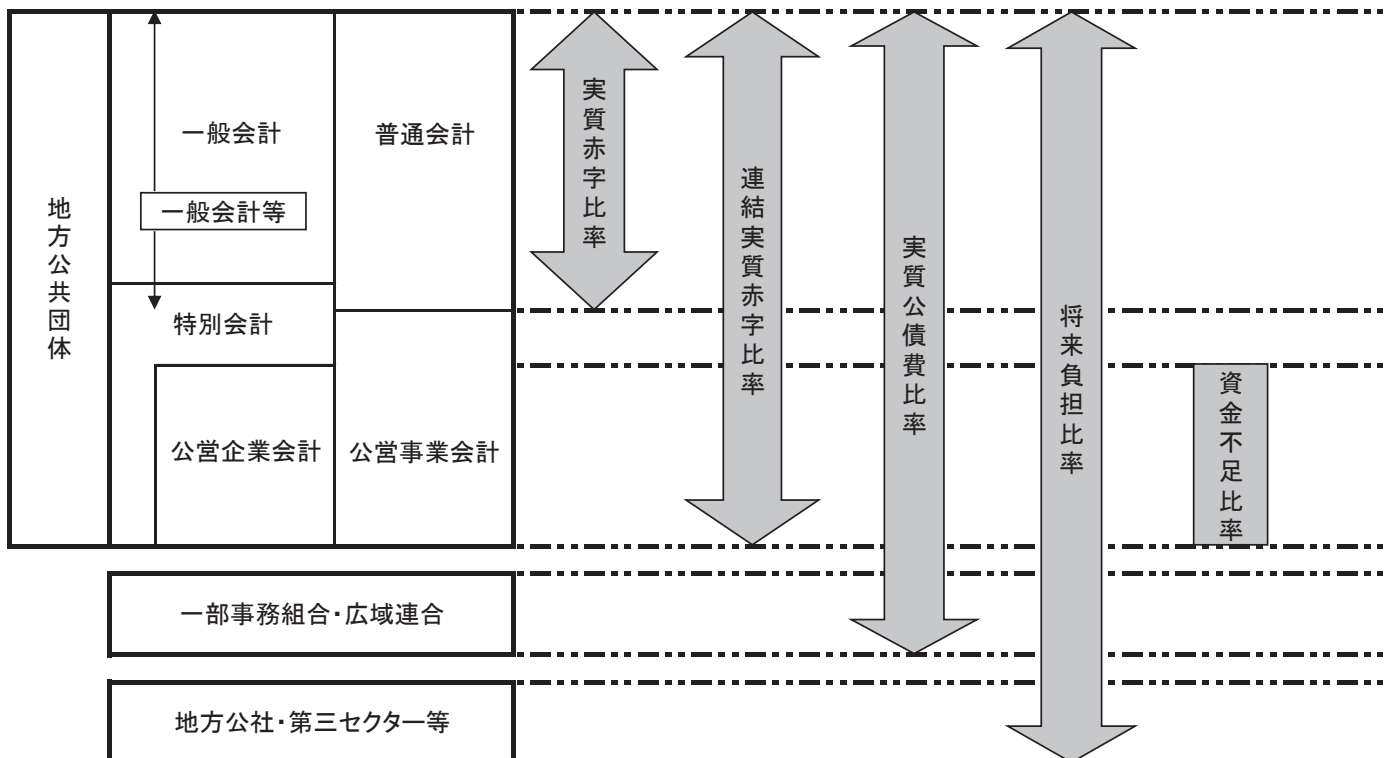 地方公共団体
一般会計
普通会計
一般会計等
特別会計
公営企業会計
公営事業会計
実質赤字比率
連結実質赤字比率
実質公債費比率
将来負担比率
資金不足比率
一部事務組合・広域連合
地方公社・第三セクター等